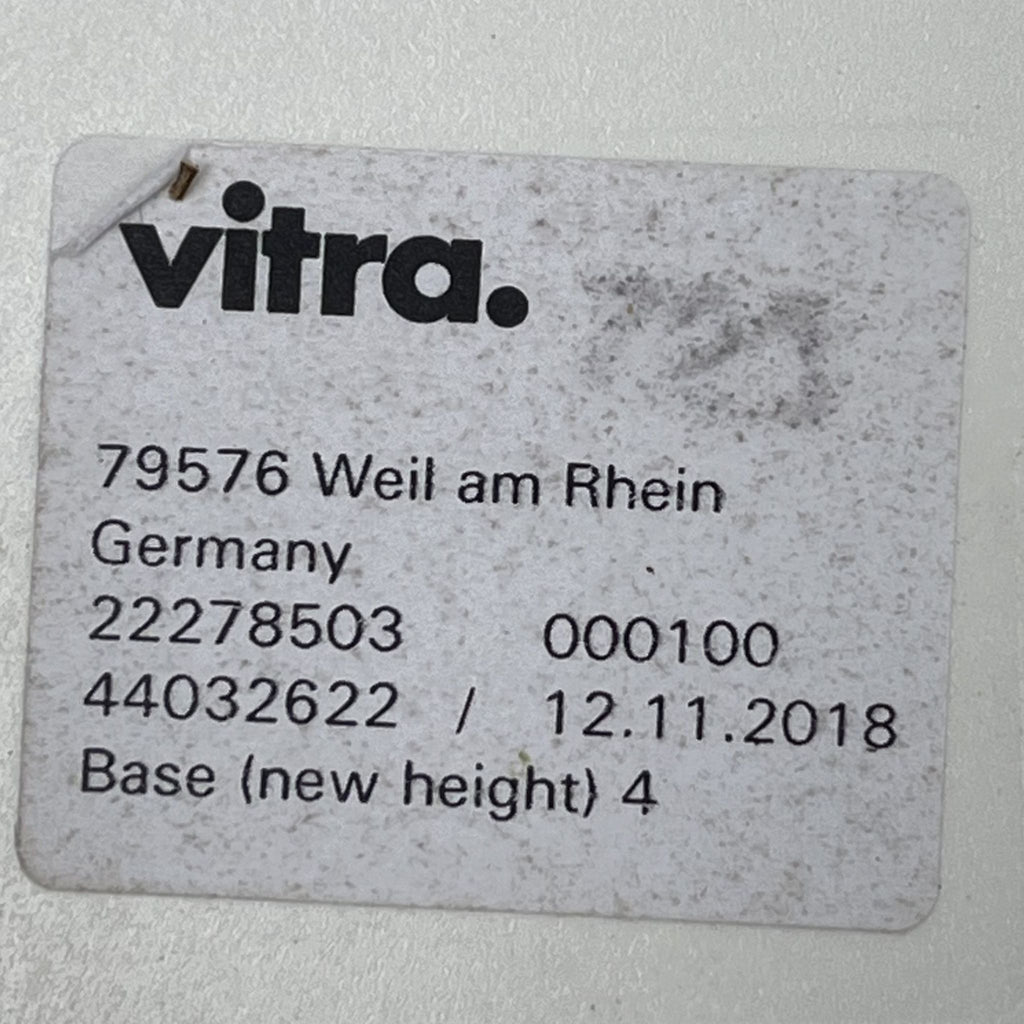 vitra.
79576 Weil am Rhein
Germany
22278503 000100
44032622 / 12.11.2018
Base (new height) 4